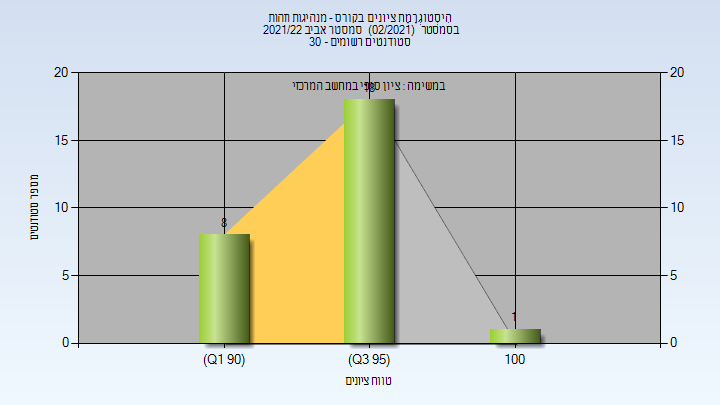 היסטוגרמת ציונים בקורס - מנהיגות וזהות
בסמסטר (02/2021) סמסטר אביב 2021/22
סטודנטים רשומים - 30
במשימה : ציון סופי במחשב המרכזי
20
15
10
5
0
מספר סטודנטים
8
18
1
20
15
10
5
0
(Q1 90)
(Q3 95)
100
טווח ציונים